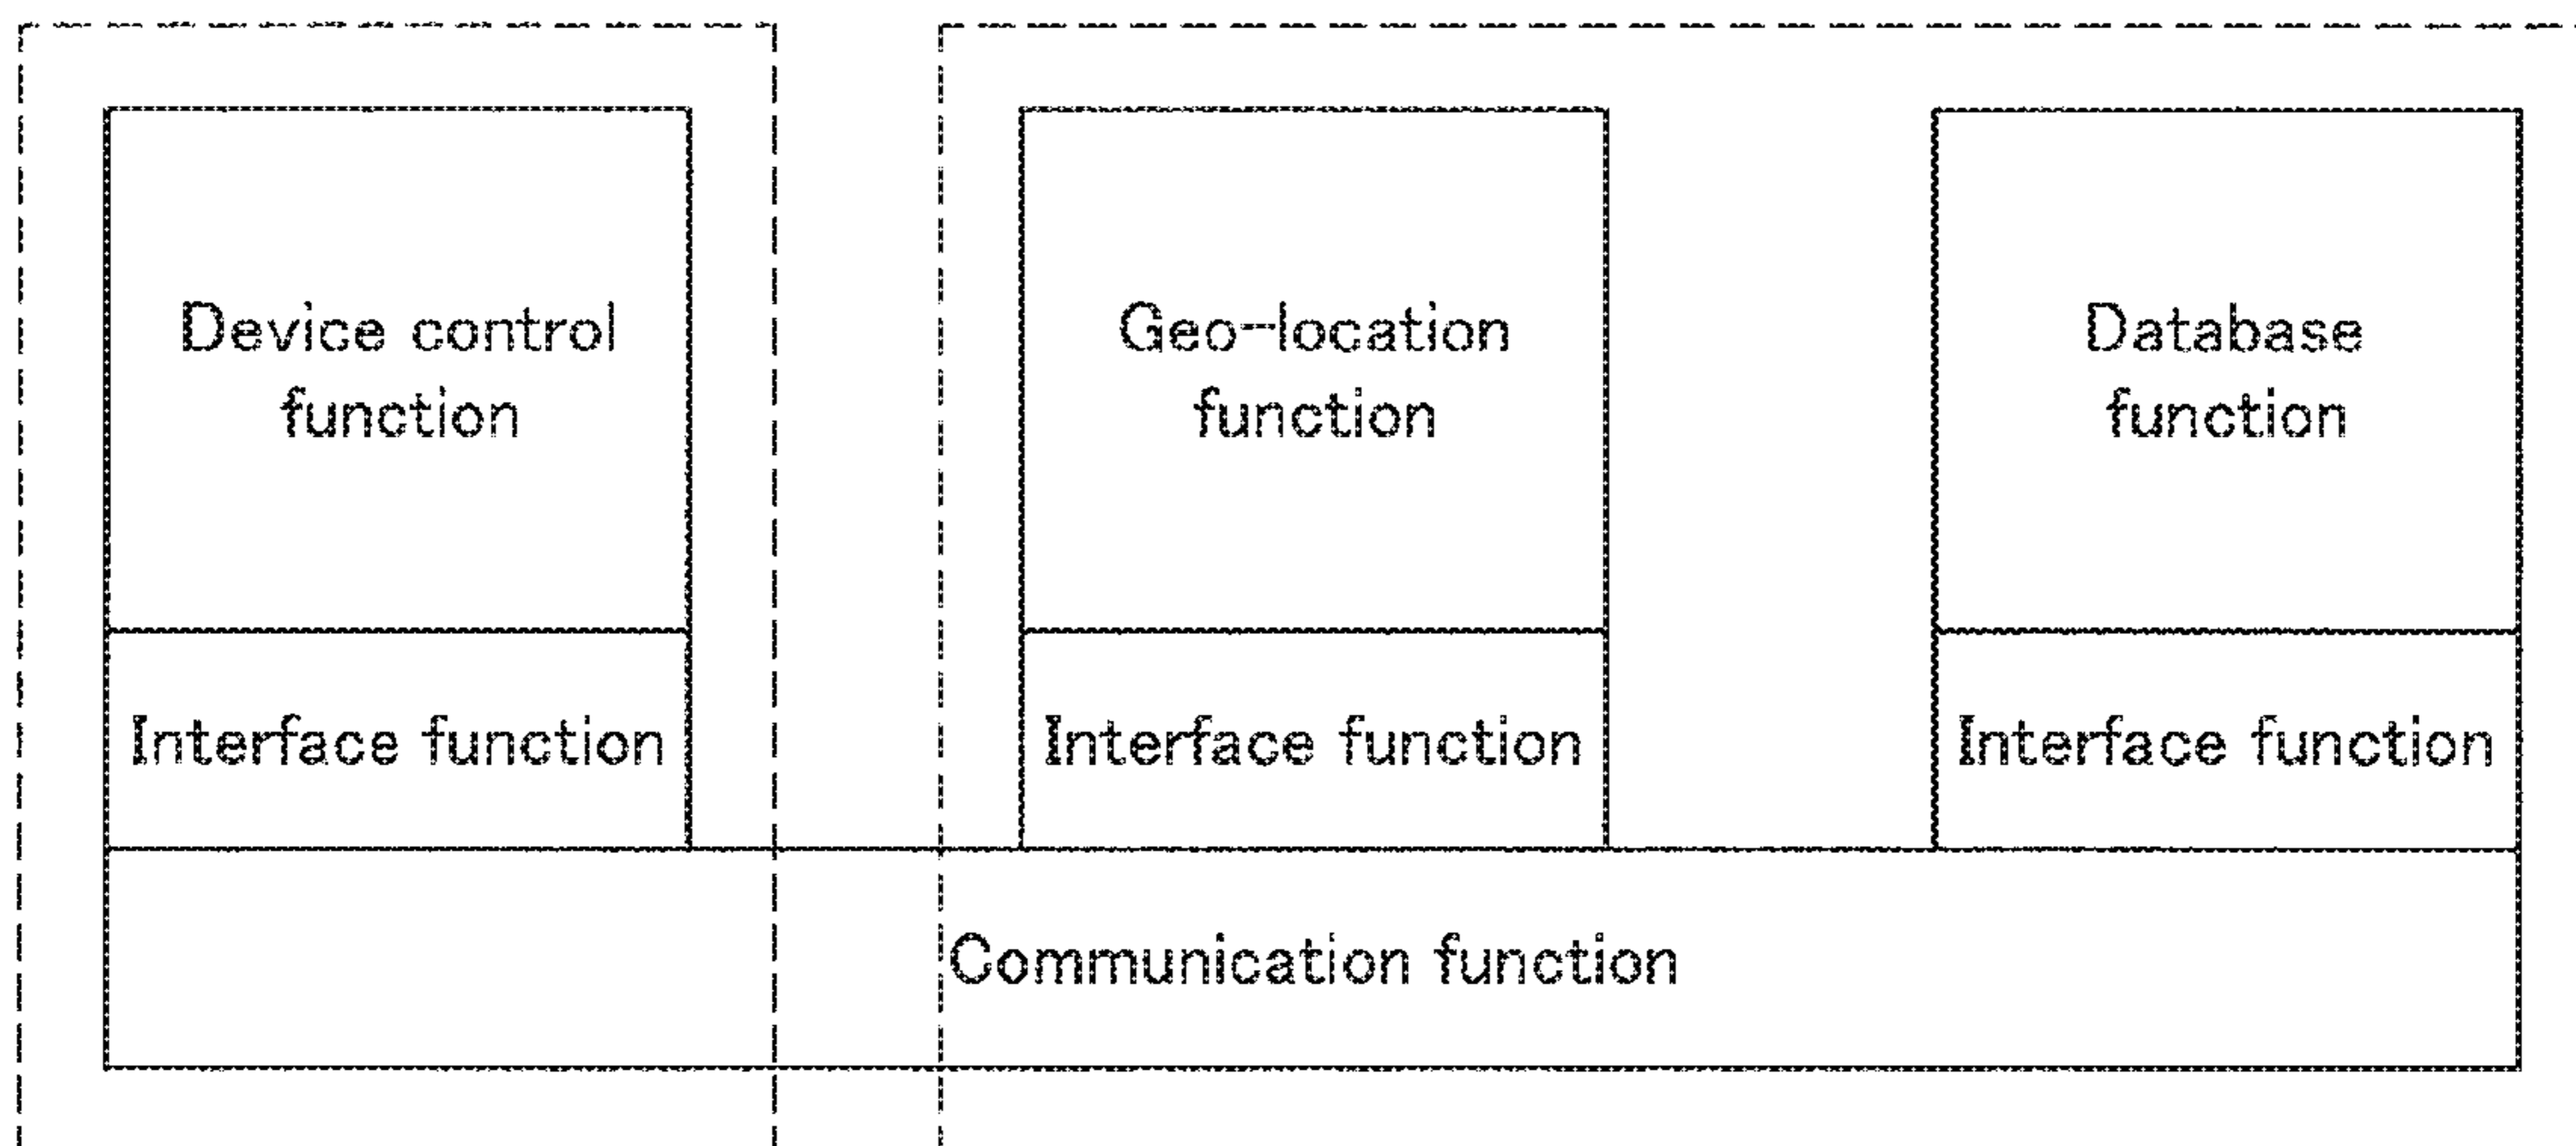 Device control
function
Geo-location
function
Database
function
Interface function
Interface function
Interface function
Communication function